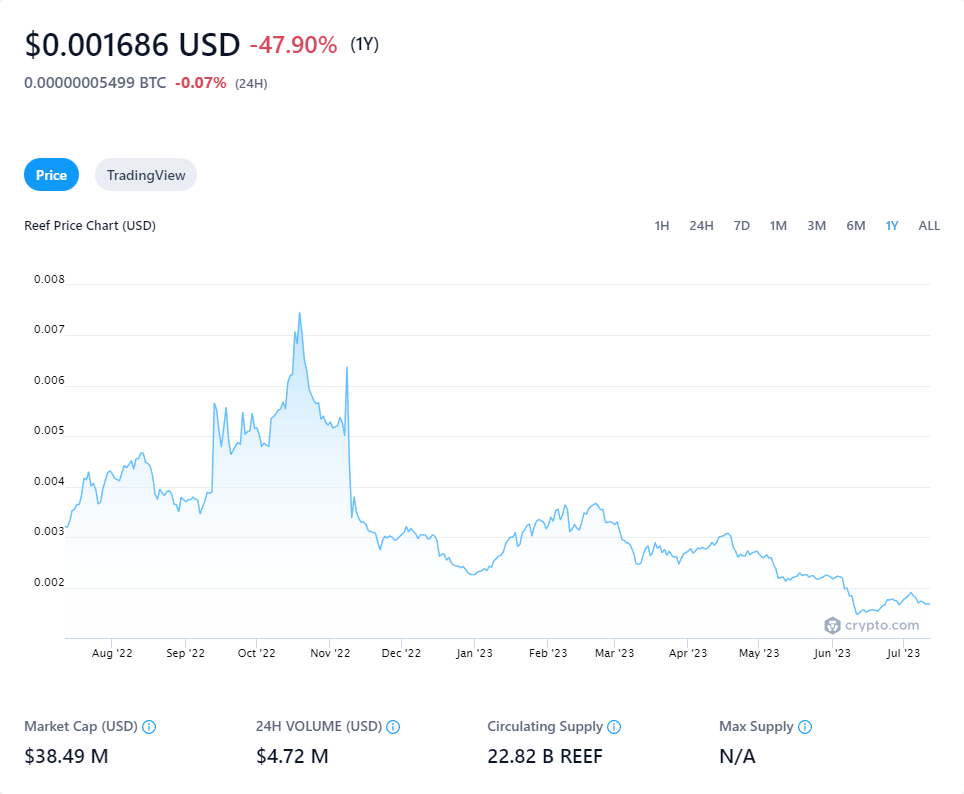 $0.001686 USD -47.90% (1Y)
0.00000005499 BTC -0.07% (24H)
Price TradingView
Reef Price Chart (USD) 1H 24H 7D 1M 3M 6M 1Y ALL
0.008
0.007
0.006
0.005
0.004
0.003
0.002
crypto.com
Aug '22 Sep '22 Oct '22 Nov '22 Dec '22 Jan '23 Feb '23 Mar '23 Apr '23 May '23 Jun '23 Jul '23
Market Cap (USD) 24H VOLUME (USD) Circulating Supply Max Supply
$38.49 M $4.72 M 22.82 B REEF N/A